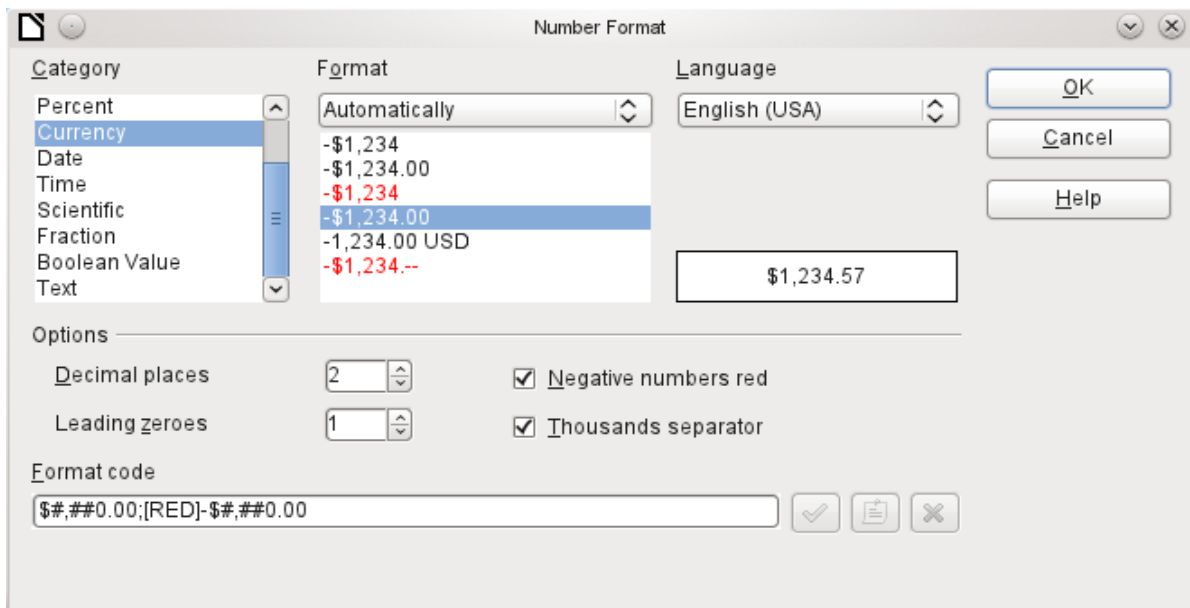 Number Format
Category
Percent
Currency
Date
Time
Scientific
Fraction
Boolean Value
Text
Format
Automatically
-$1,234
-$1,234.00
-$1,234
-$1,234.00
-1,234.00 USD
-$1,234.--
Language
English (USA)
$1,234.57
OK
Cancel
Help
Options
Decimal places
2
Negative numbers red
Leading zeroes
1
Thousands separator
Format code
$#,##0.00;[RED]-$#,##0.00